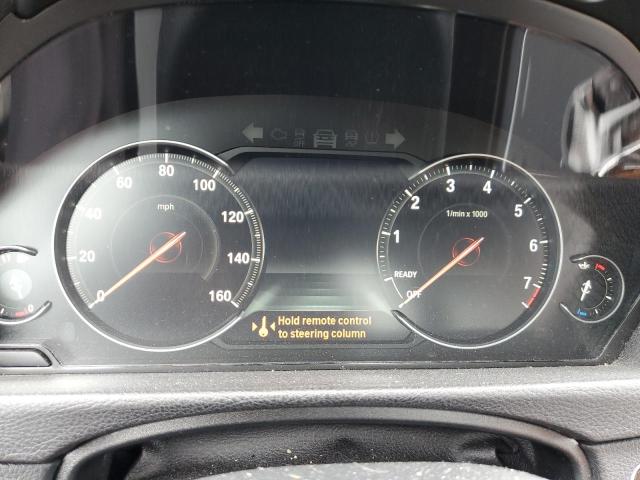 60 80 100
mph
40 120
20 140
0 160
3 4
2 5
1/min x 1000
1 6
READY
OFF 7
0
Hold remote control
to steering column